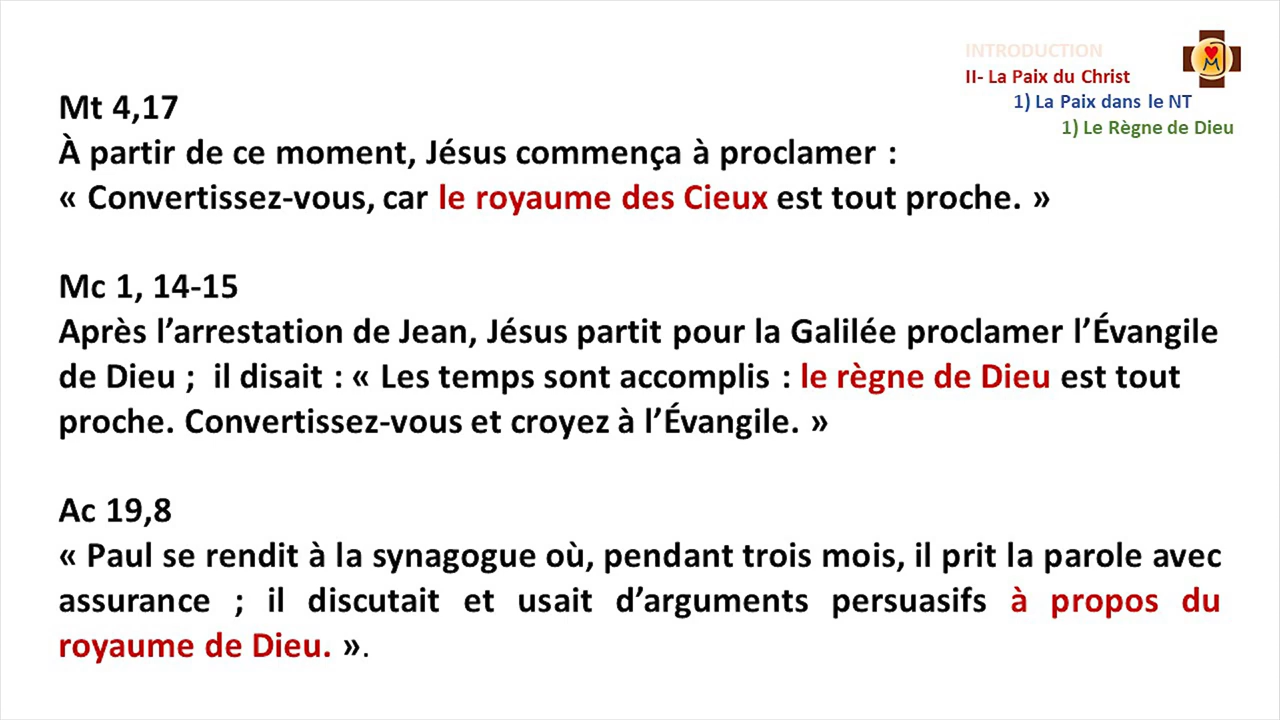 INTRODUCTION
II- La Paix du Christ
1) La Paix dans le NT
1) Le Règne de Dieu
Mt 4,17
À partir de ce moment, Jésus commença à proclamer :
« Convertissez-vous, car le royaume des Cieux est tout proche. »
Mc 1, 14-15
Après l’arrestation de Jean, Jésus partit pour la Galilée proclamer l’Évangile
de Dieu ; il disait : « Les temps sont accomplis : le règne de Dieu est tout
proche. Convertissez-vous et croyez à l’Évangile. »
Ac 19,8
« Paul se rendit à la synagogue où, pendant trois mois, il prit la parole avec
assurance ; il discutait et usait d’arguments persuasifs à propos du
royaume de Dieu. ».